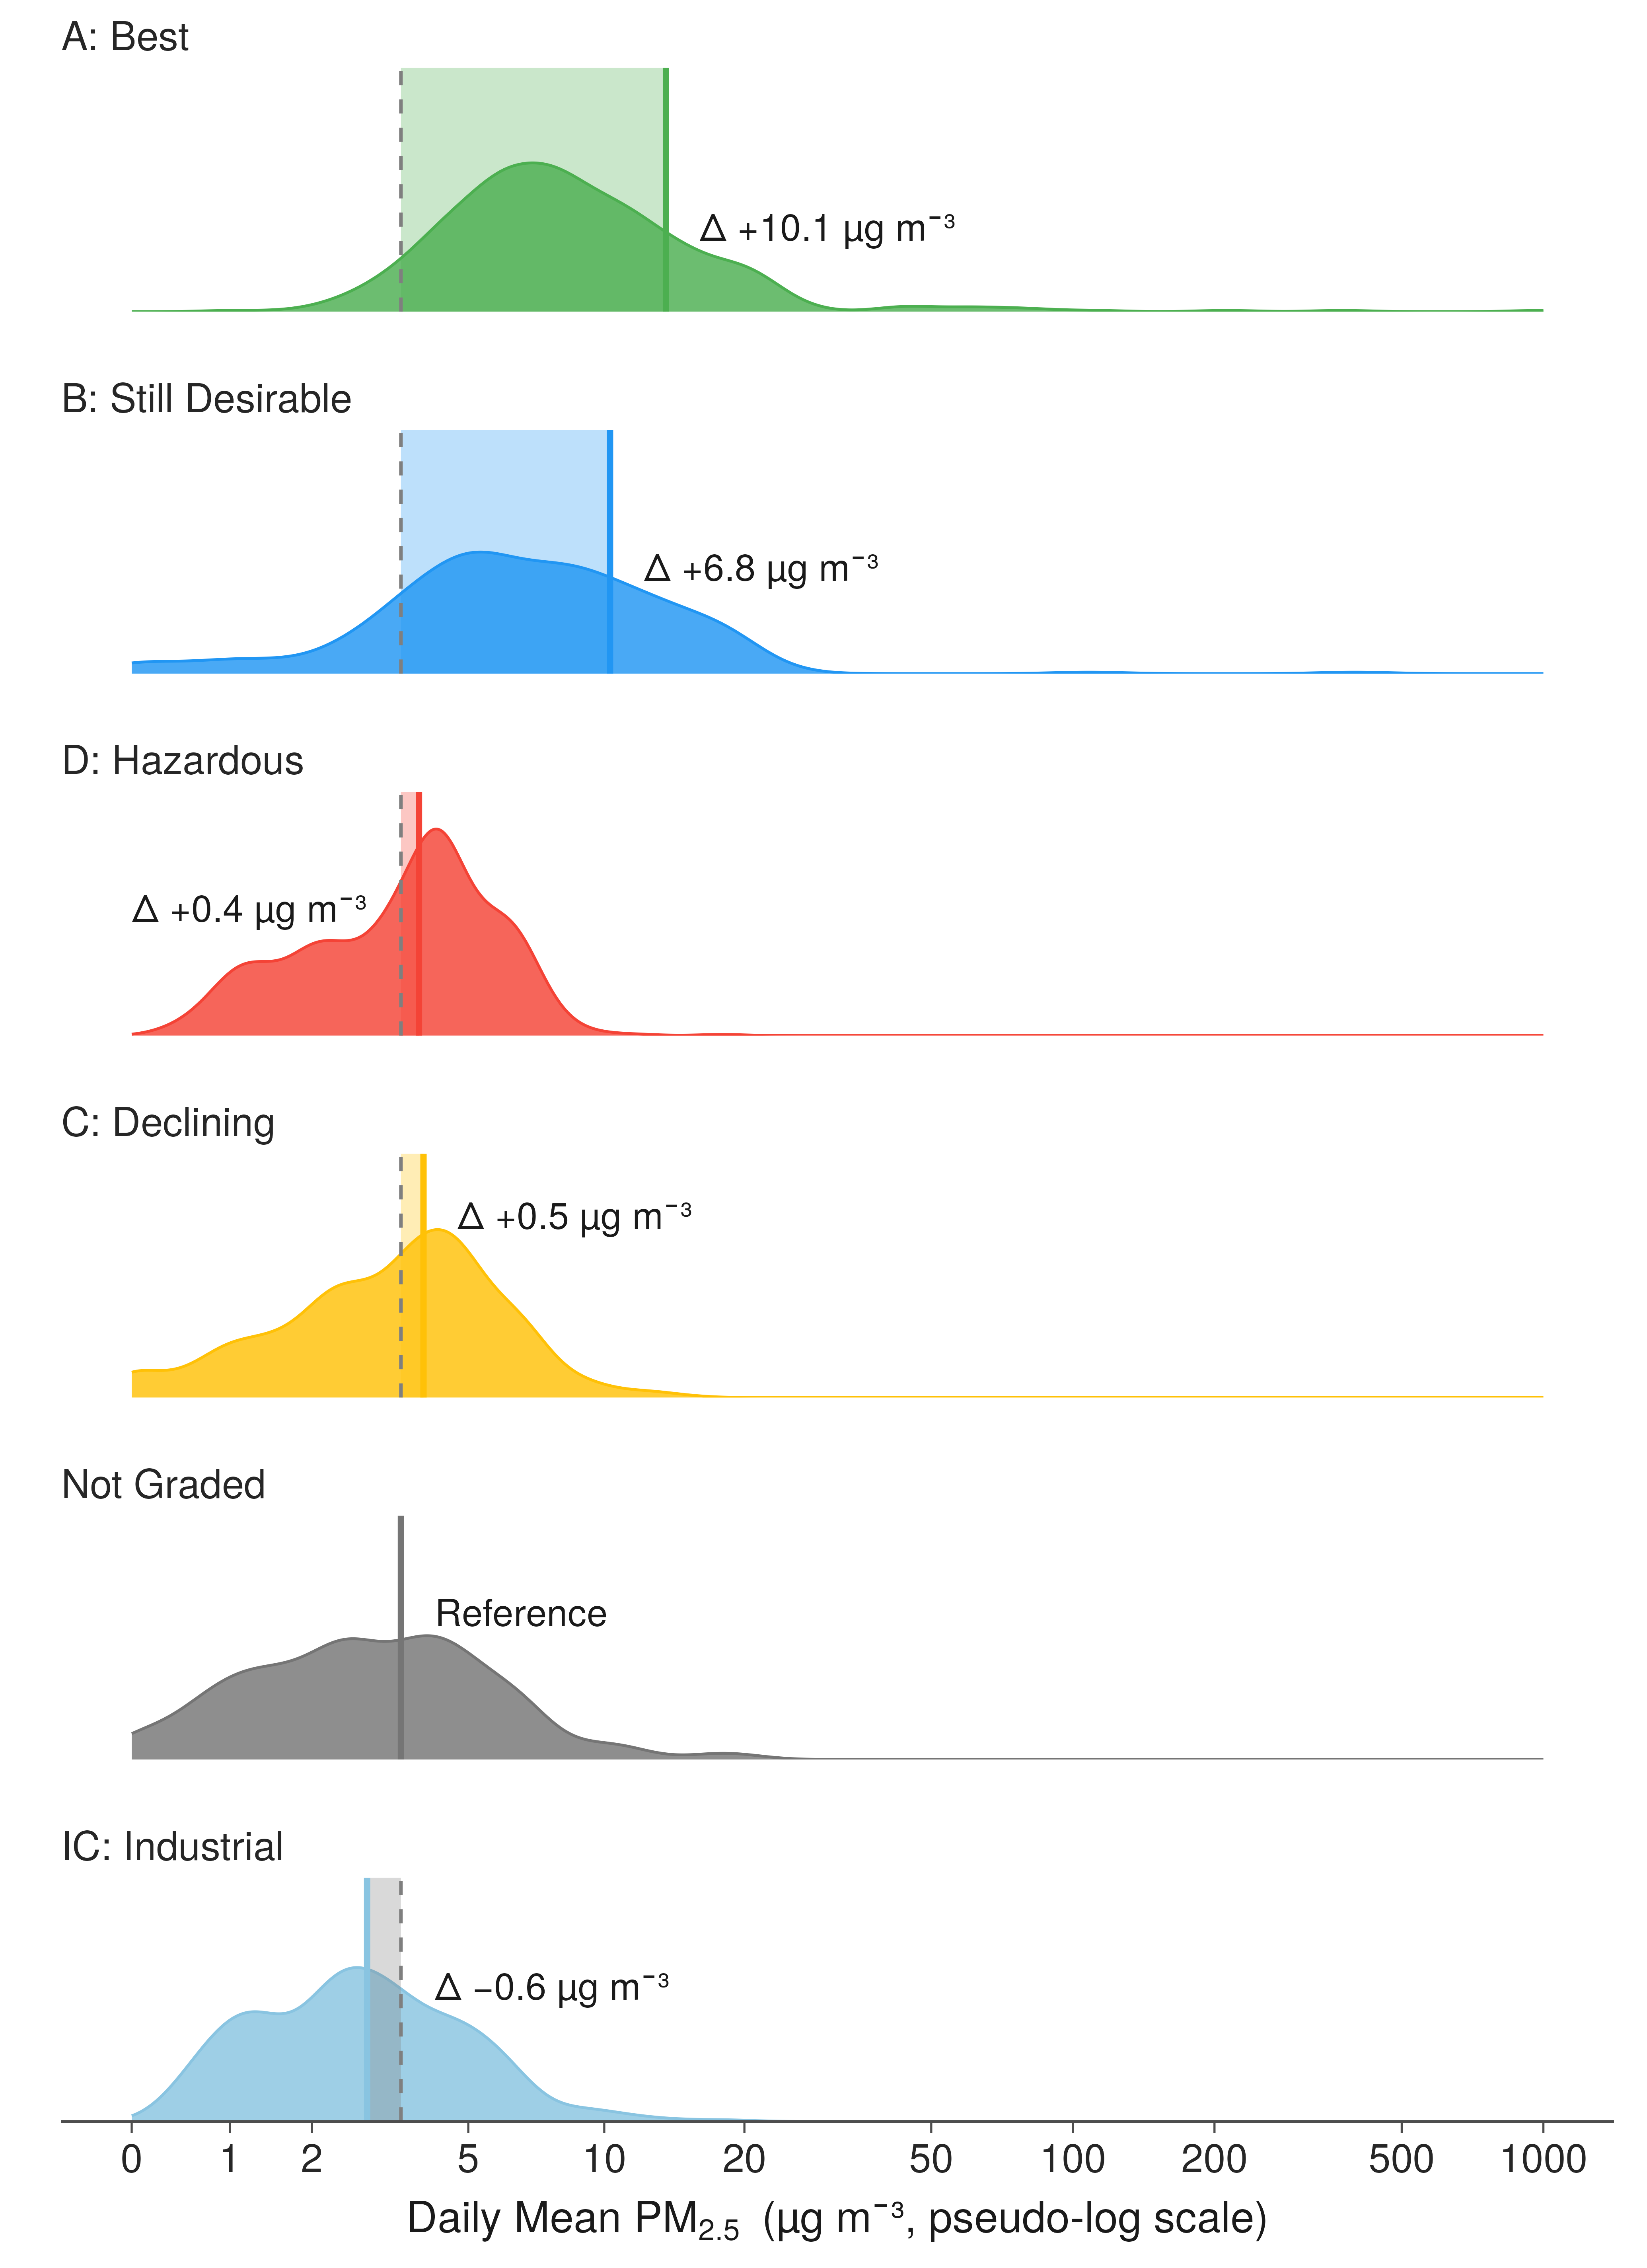 A: Best
Δ +10.1 µg m⁻³
B: Still Desirable
Δ +6.8 µg m⁻³
D: Hazardous
Δ +0.4 µg m⁻³
C: Declining
Δ +0.5 µg m⁻³
Not Graded
Reference
IC: Industrial
Δ −0.6 µg m⁻³
0 1 2 5 10 20 50 100 200 500 1000
Daily Mean PM₂.₅ (µg m⁻³, pseudo-log scale)